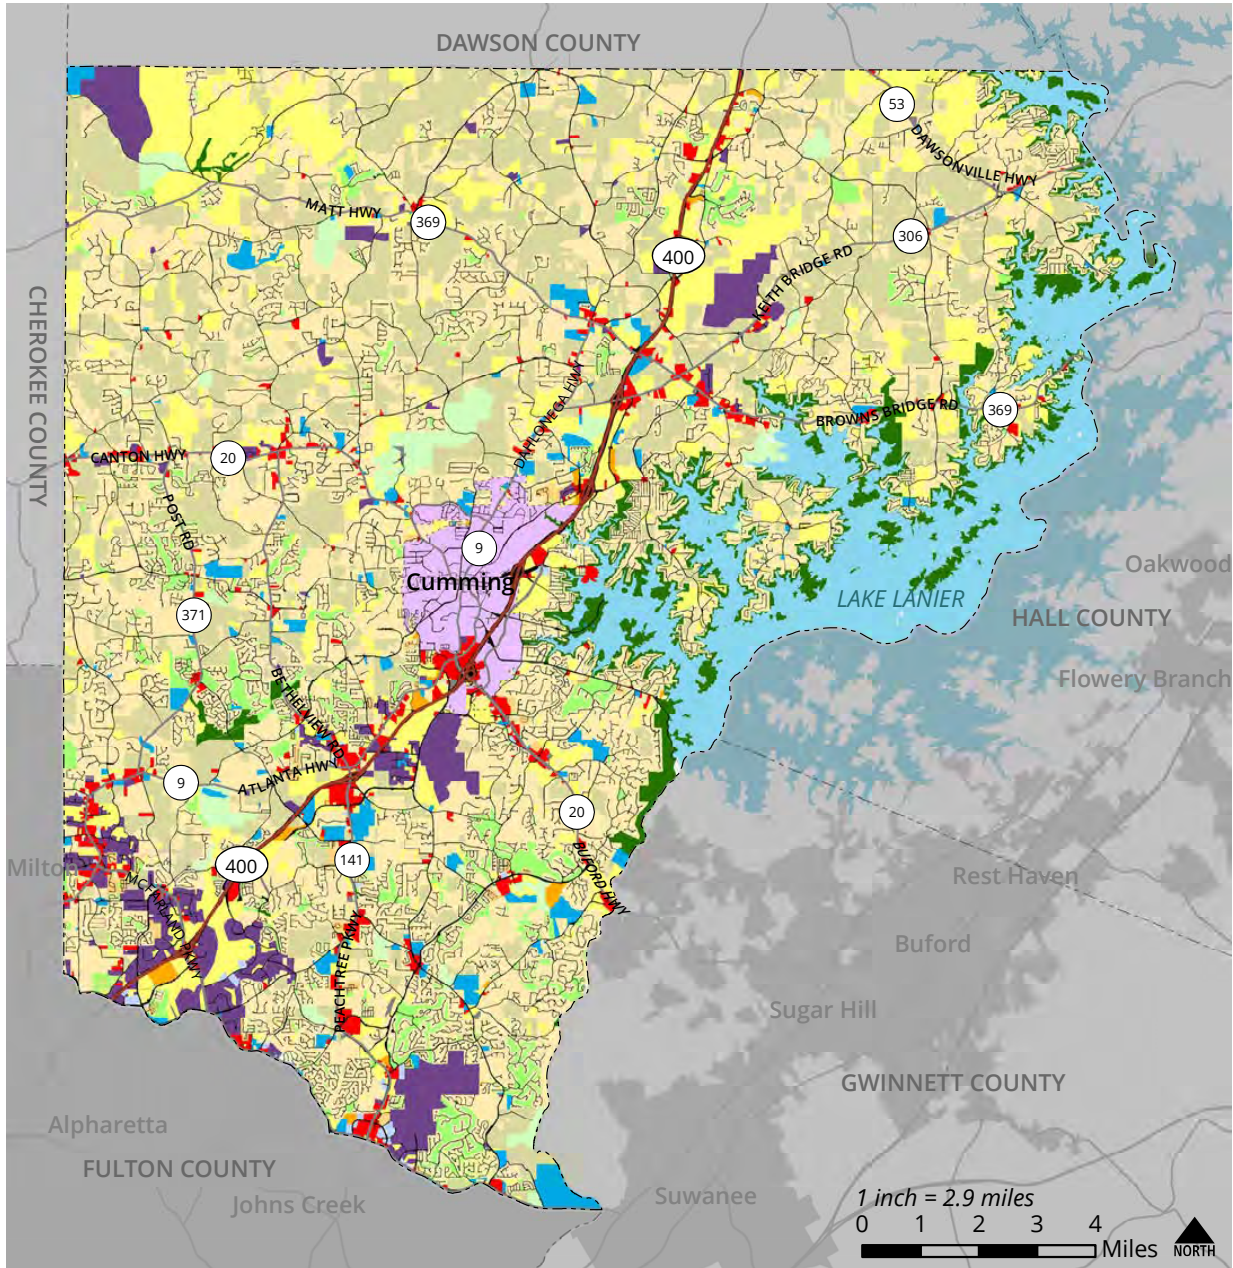 DAWSON COUNTY
53
DAWSONVILLE HWY
MATT HWY
369
306
400
KEITH BRIDGE RD
CHEROKEE COUNTY
DAHLONEGA HWY
BROWNS BRIDGE RD
369
CANTON HWY
20
POST RD
9
Cumming
Oakwood
LAKE LANIER
HALL COUNTY
371
Flowery Branch
BETHELVIEW RD
ATLANTA HWY
9
20
Milton
400
141
BUFORD HWY
Rest Haven
MCFARLAND PKWY
PEACHTREE PKWY
Buford
Sugar Hill
GWINNETT COUNTY
Alpharetta
FULTON COUNTY
Johns Creek
Suwanee
1 inch = 2.9 miles
0 1 2 3 4
Miles
NORTH